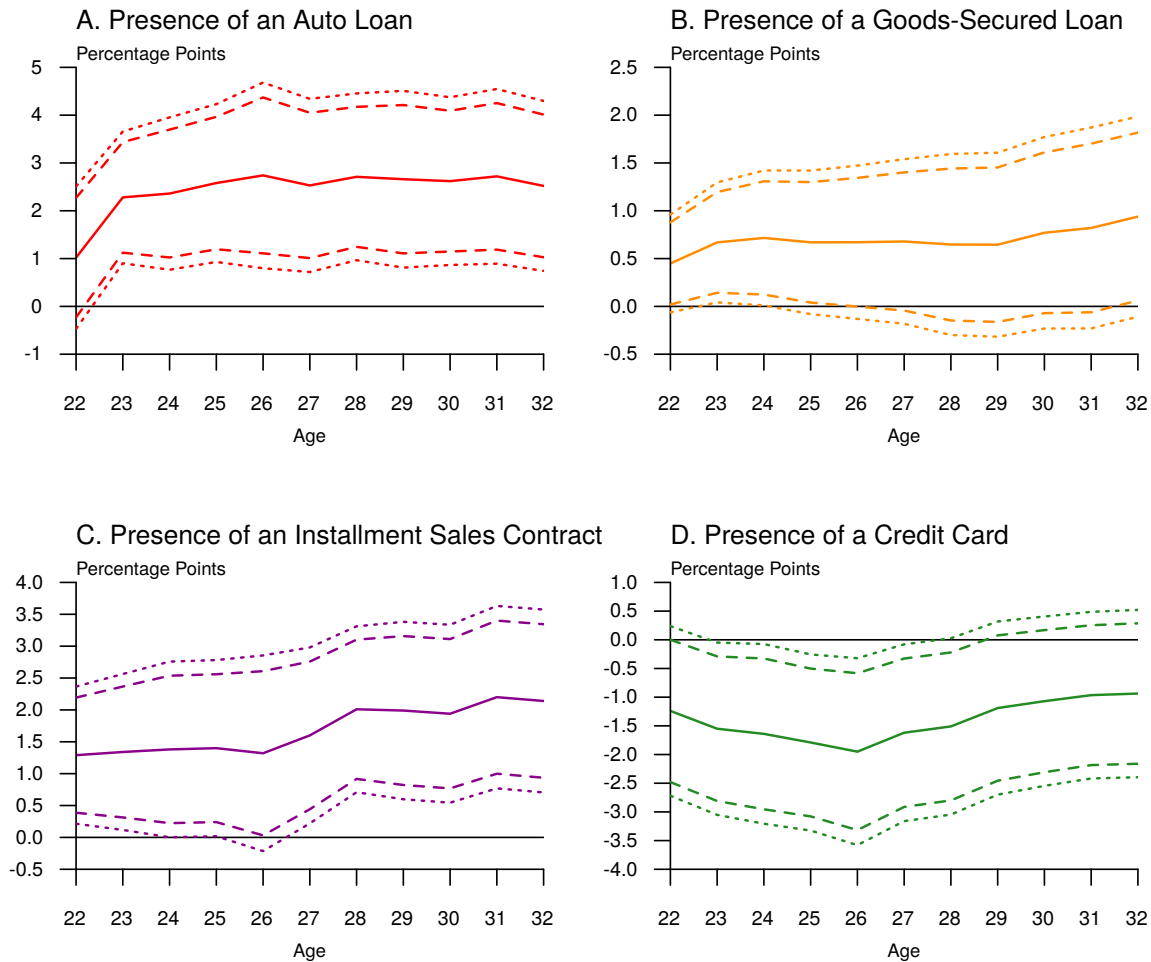 A. Presence of an Auto Loan
Percentage Points
5
4
3
2
1
0
-1
22 23 24 25 26 27 28 29 30 31 32
Age
B. Presence of a Goods-Secured Loan
Percentage Points
2.5
2.0
1.5
1.0
0.5
0.0
-0.5
22 23 24 25 26 27 28 29 30 31 32
Age
C. Presence of an Installment Sales Contract
Percentage Points
4.0
3.5
3.0
2.5
2.0
1.5
1.0
0.5
0.0
-0.5
22 23 24 25 26 27 28 29 30 31 32
Age
D. Presence of a Credit Card
Percentage Points
1.0
0.5
0.0
-0.5
-1.0
-1.5
-2.0
-2.5
-3.0
-3.5
-4.0
22 23 24 25 26 27 28 29 30 31 32
Age